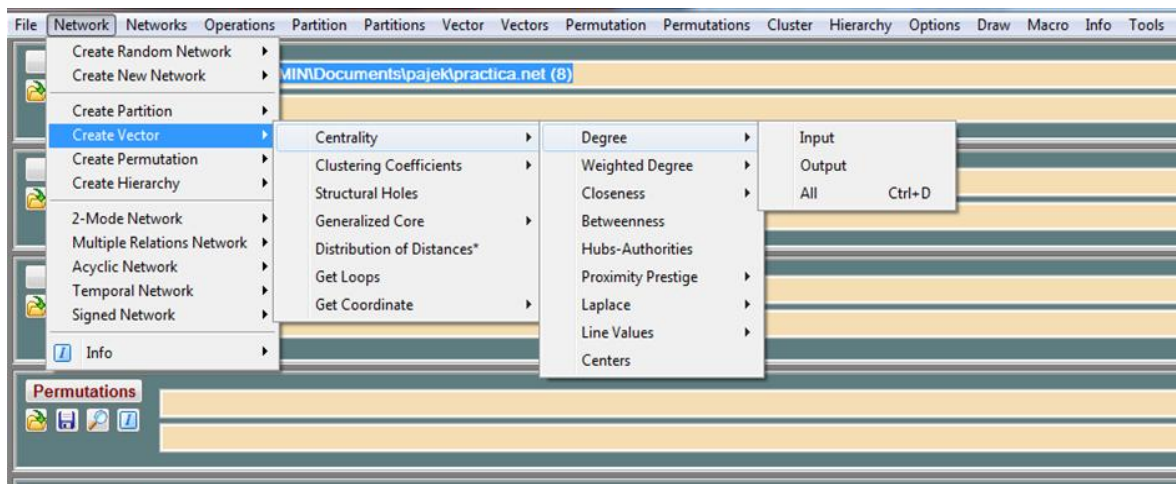 File Network Networks Operations Partition Partitions Vector Vectors Permutation Permutations Cluster Hierarchy Options Draw Macro Info Tools
MIN\Documents\pajek\practica.net (8)
Create Random Network
Create New Network
Create Partition
Create Vector
Create Permutation
Create Hierarchy
2-Mode Network
Multiple Relations Network
Acyclic Network
Temporal Network
Signed Network
Info
Centrality
Clustering Coefficients
Structural Holes
Generalized Core
Distribution of Distances*
Get Loops
Get Coordinate
Degree
Weighted Degree
Closeness
Betweenness
Hubs-Authorities
Proximity Prestige
Laplace
Line Values
Centers
Input
Output
All Ctrl+D
Permutations